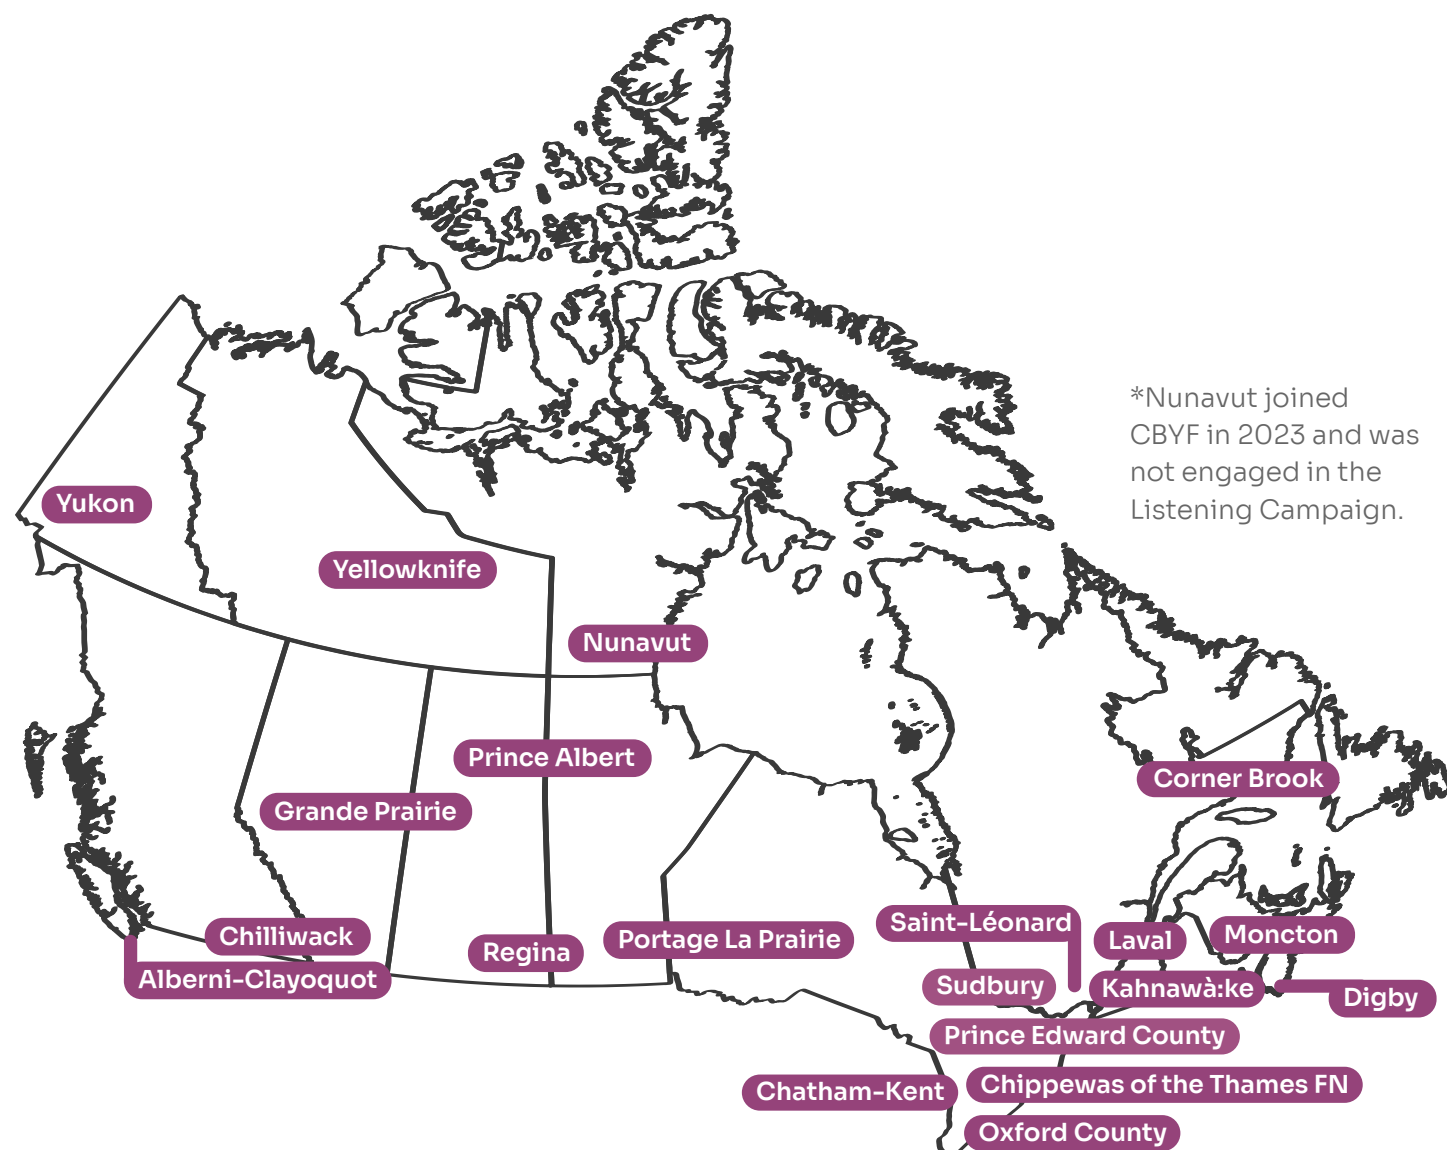 *Nunavut joined
CBYF in 2023 and was
not engaged in the
Listening Campaign.
Yukon
Yellowknife
Nunavut
Prince Albert
Corner Brook
Grande Prairie
Saint-Léonard
Chilliwack
Regina
Portage La Prairie
Laval
Moncton
Alberni-Clayoquot
Sudbury
Kahnawà:ke
Digby
Prince Edward County
Chatham-Kent
Chippewas of the Thames FN
Oxford County